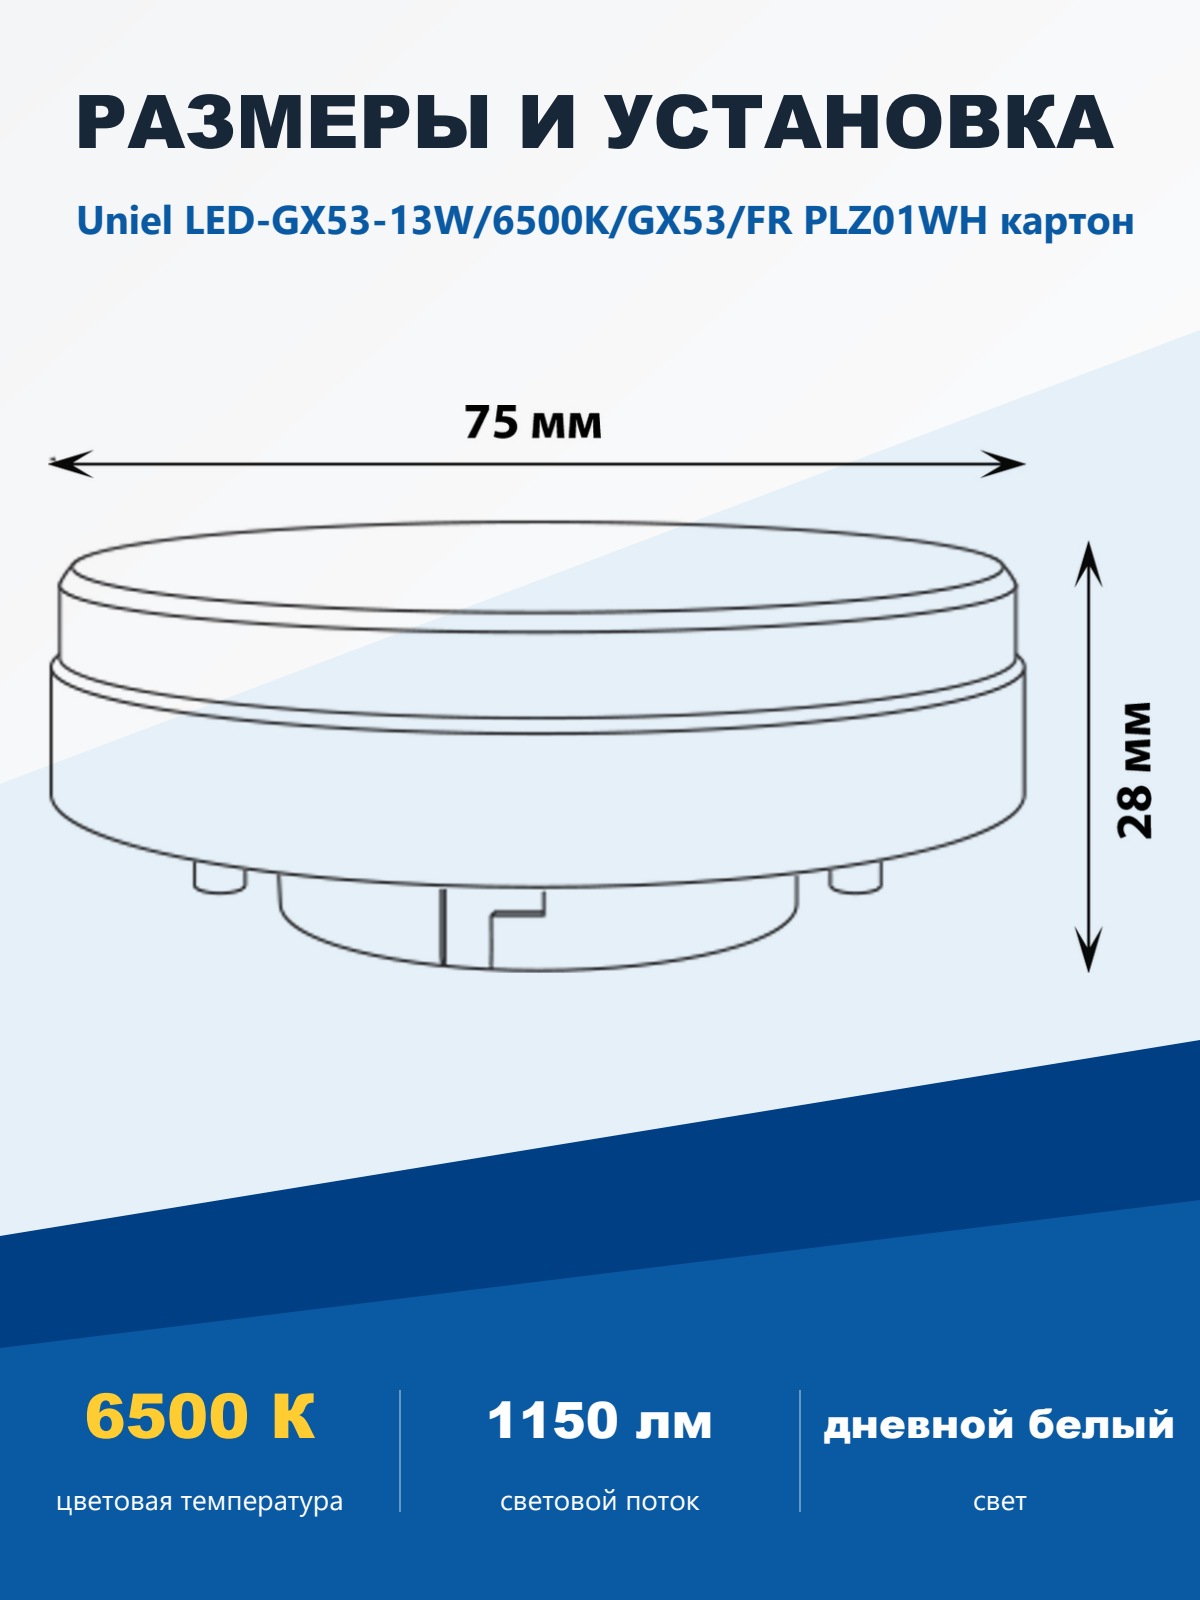 РАЗМЕРЫ И УСТАНОВКА
Uniel LED-GX53-13W/6500K/GX53/FR PLZ01WH картон
75 мм
28 мм
6500 К
цветовая температура
1150 лм
световой поток
дневной белый
свет